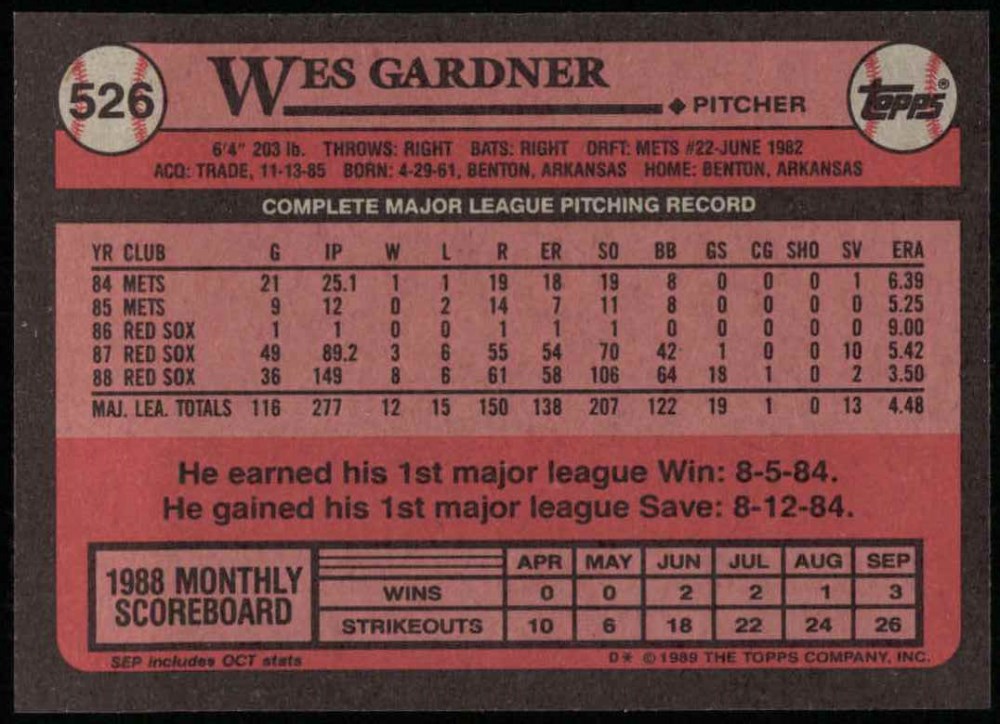 526
WES GARDNER
◆ PITCHER
topps®
6'4" 203 lb. THROWS: RIGHT BATS: RIGHT DRFT: METS #22-JUNE 1982
ACQ: TRADE, 11-13-85 BORN: 4-29-61, BENTON, ARKANSAS HOME: BENTON, ARKANSAS
COMPLETE MAJOR LEAGUE PITCHING RECORD
YR CLUB G IP W L R ER SO BB GS CG SHO SV ERA
84 METS 21 25.1 1 1 19 18 19 8 0 0 0 1 6.39
85 METS 9 12 0 2 14 7 11 8 0 0 0 0 5.25
86 RED SOX 1 1 0 0 1 1 1 0 0 0 0 0 9.00
87 RED SOX 49 89.2 3 6 55 54 70 42 1 0 0 10 5.42
88 RED SOX 36 149 8 6 61 58 106 64 18 1 0 2 3.50
MAJ. LEA. TOTALS 116 277 12 15 150 138 207 122 19 1 0 13 4.48
He earned his 1st major league Win: 8-5-84.
He gained his 1st major league Save: 8-12-84.
1988 MONTHLY
SCOREBOARD
APR MAY JUN JUL AUG SEP
WINS 0 0 2 2 1 3
STRIKEOUTS 10 6 18 22 24 26
SEP includes OCT stats
D* © 1989 THE TOPPS COMPANY, INC.